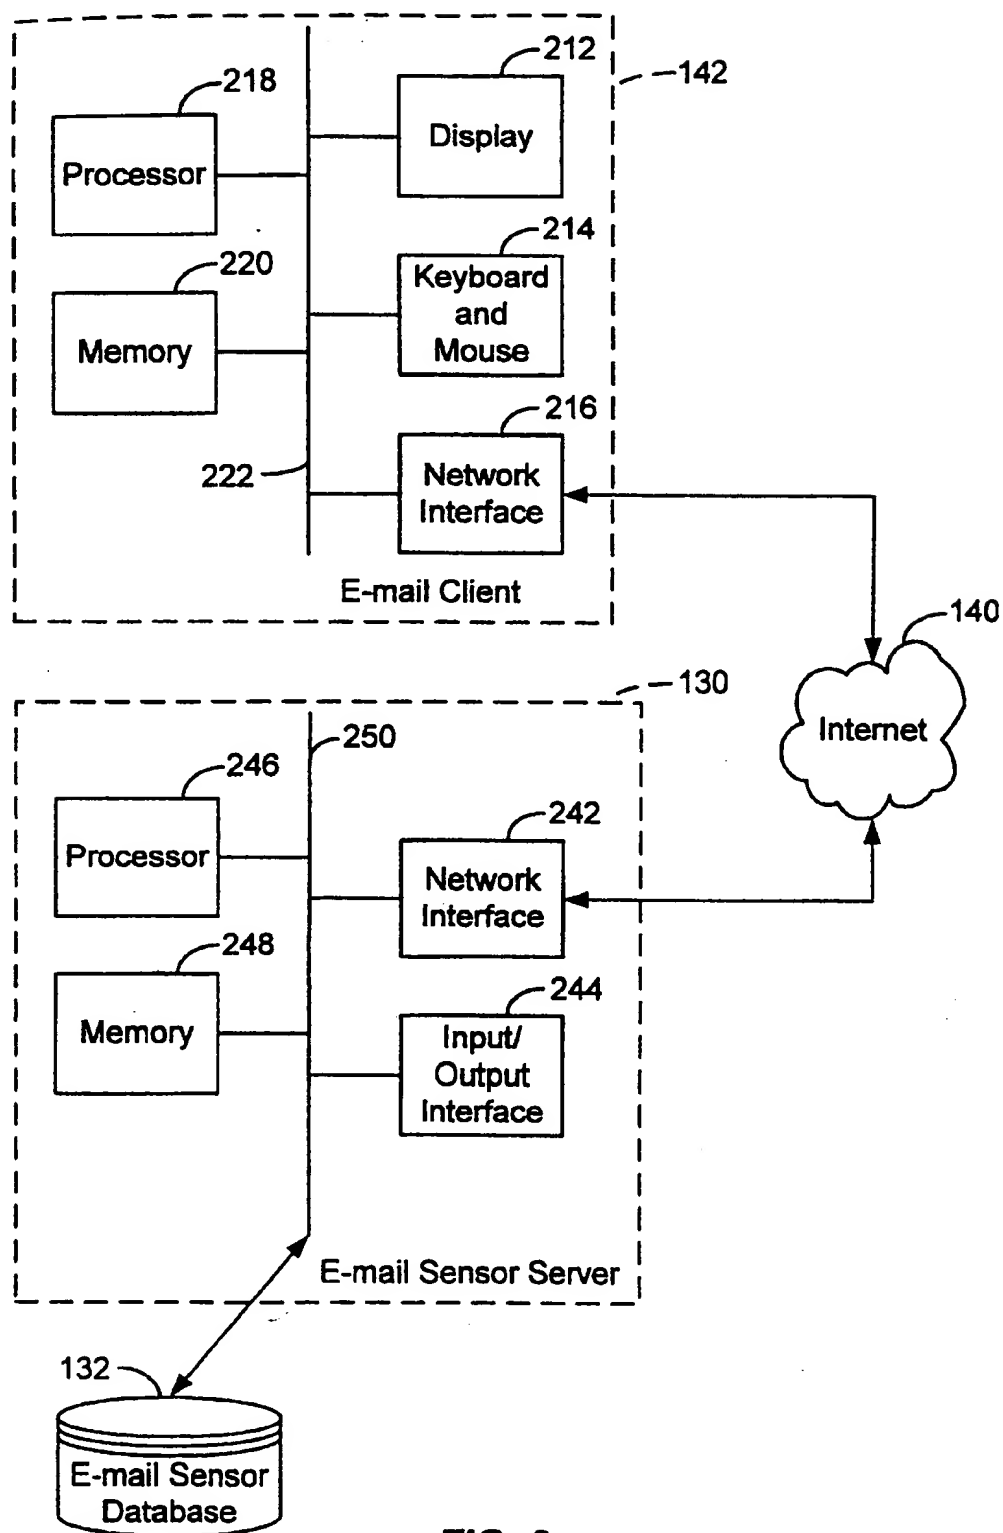 212
142
218
Display
Processor
214
220
Keyboard
and
Mouse
Memory
216
222
Network
Interface
E-mail Client
140
130
Internet
250
246
242
Processor
Network
Interface
248
244
Memory
Input/
Output
Interface
E-mail Sensor Server
132
E-mail Sensor
Database